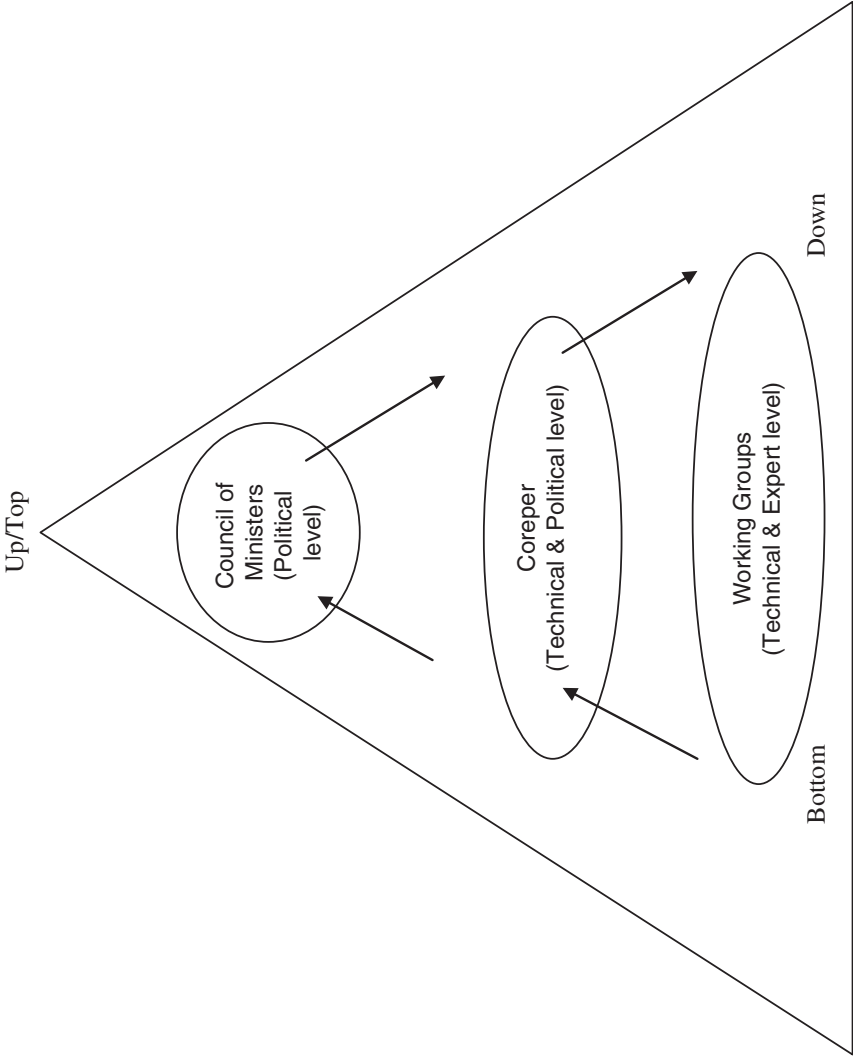 Up/Top
Council of
Ministers
(Political
level)
Coreper
(Technical & Political level)
Working Groups
(Technical & Expert level)
Bottom
Down